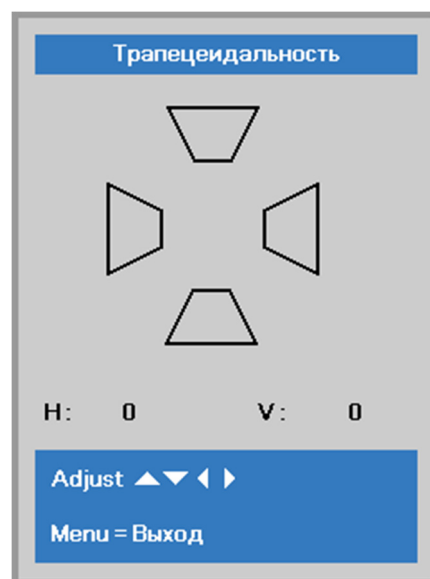 Трапецеидальность
H: 0 V: 0
Adjust
Menu = Выход